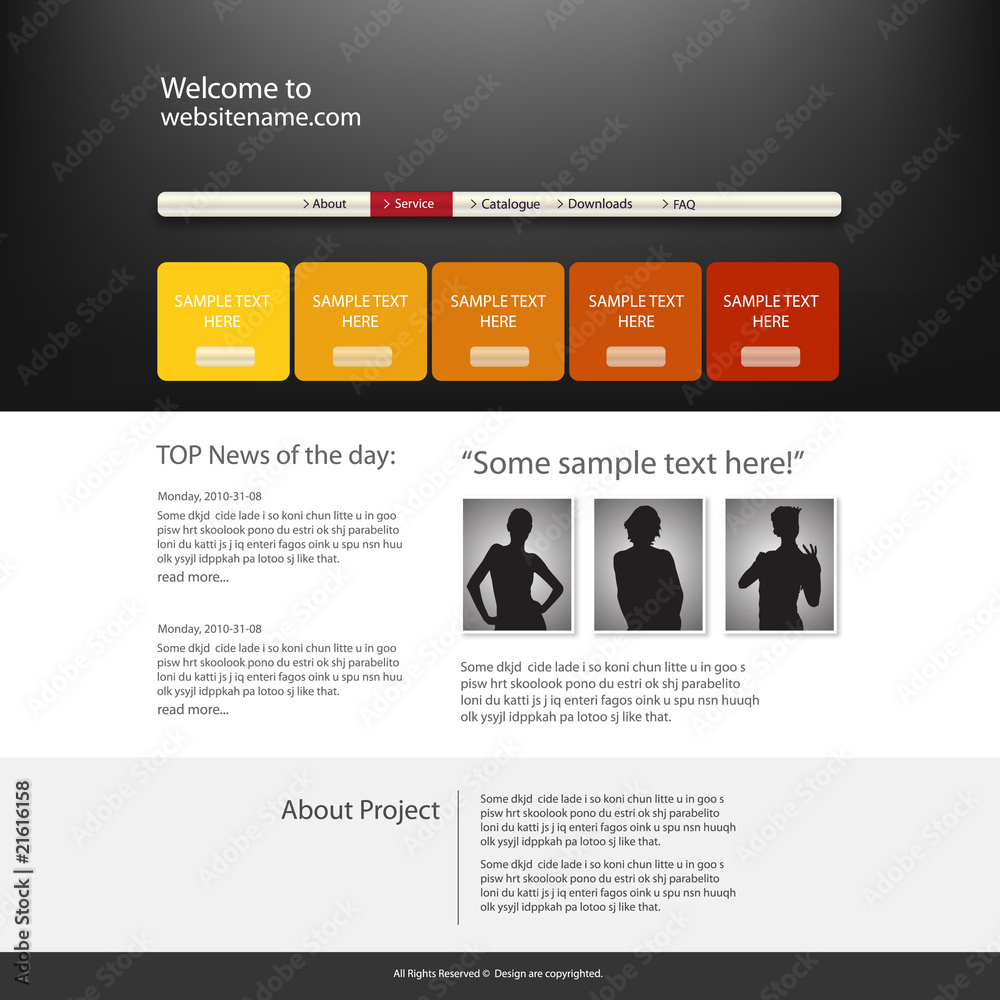 Welcome to
websitename.com
> About > Service > Catalogue > Downloads > FAQ
SAMPLE TEXT
HERE
SAMPLE TEXT
HERE
SAMPLE TEXT
HERE
SAMPLE TEXT
HERE
SAMPLE TEXT
HERE
TOP News of the day:
Monday, 2010-31-08
Some dkjd cide lade i so koni chun litte u in goo
pisw hrt skoolook pono du estri ok shj parabelito
loni du katti js j iq enteri fagos oink u spu nsn huu
olk ysyjl idppkah pa lotoo sj like that.
read more...
Monday, 2010-31-08
Some dkjd cide lade i so koni chun litte u in goo
pisw hrt skoolook pono du estri ok shj parabelito
loni du katti js j iq enteri fagos oink u spu nsn huu
olk ysyjl idppkah pa lotoo sj like that.
read more...
“Some sample text here!”
Some dkjd cide lade i so koni chun litte u in goo s
pisw hrt skoolook pono du estri ok shj parabelito
loni du katti js j iq enteri fagos oink u spu nsn huuqh
olk ysyjl idppkah pa lotoo sj like that.
About Project
Some dkjd cide lade i so koni chun litte u in goo s
pisw hrt skoolook pono du estri ok shj parabelito
loni du katti js j iq enteri fagos oink u spu nsn huuqh
olk ysyjl idppkah pa lotoo sj like that.
Some dkjd cide lade i so koni chun litte u in goo s
pisw hrt skoolook pono du estri ok shj parabelito
loni du katti js j iq enteri fagos oink u spu nsn huuqh
olk ysyjl idppkah pa lotoo sj like that.
All Rights Reserved © Design are copyrighted.
Adobe Stock | #21616158
Adobe Stock